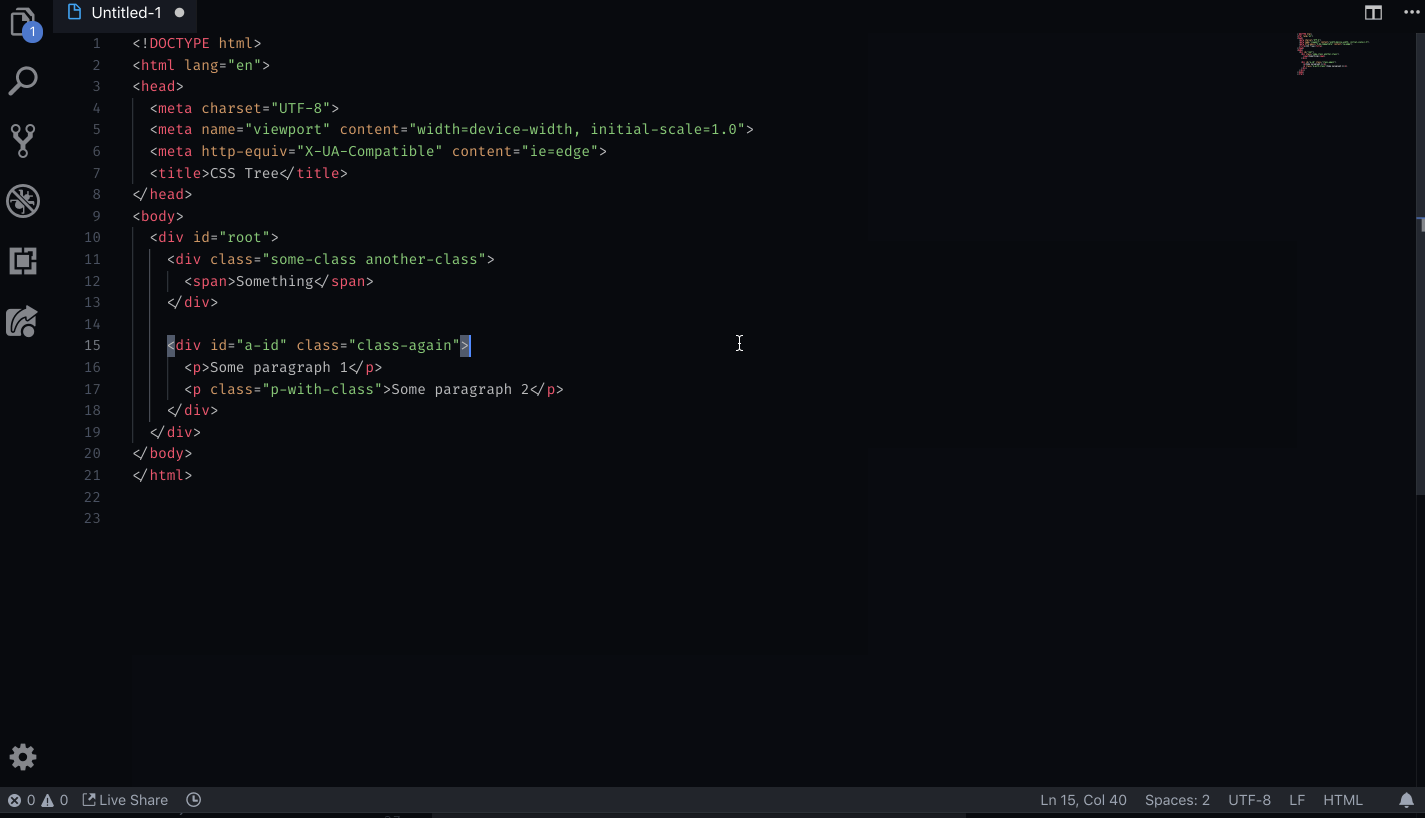 Untitled-1
1
1 <!DOCTYPE html>
2 <html lang="en">
3 <head>
4 <meta charset="UTF-8">
5 <meta name="viewport" content="width=device-width, initial-scale=1.0">
6 <meta http-equiv="X-UA-Compatible" content="ie=edge">
7 <title>CSS Tree</title>
8 </head>
9 <body>
10 <div id="root">
11 <div class="some-class another-class">
12 <span>Something</span>
13 </div>
14
15 <div id="a-id" class="class-again">
16 <p>Some paragraph 1</p>
17 <p class="p-with-class">Some paragraph 2</p>
18 </div>
19 </div>
20 </body>
21 </html>
22
23
0 0 Live Share Ln 15, Col 40 Spaces: 2 UTF-8 LF HTML